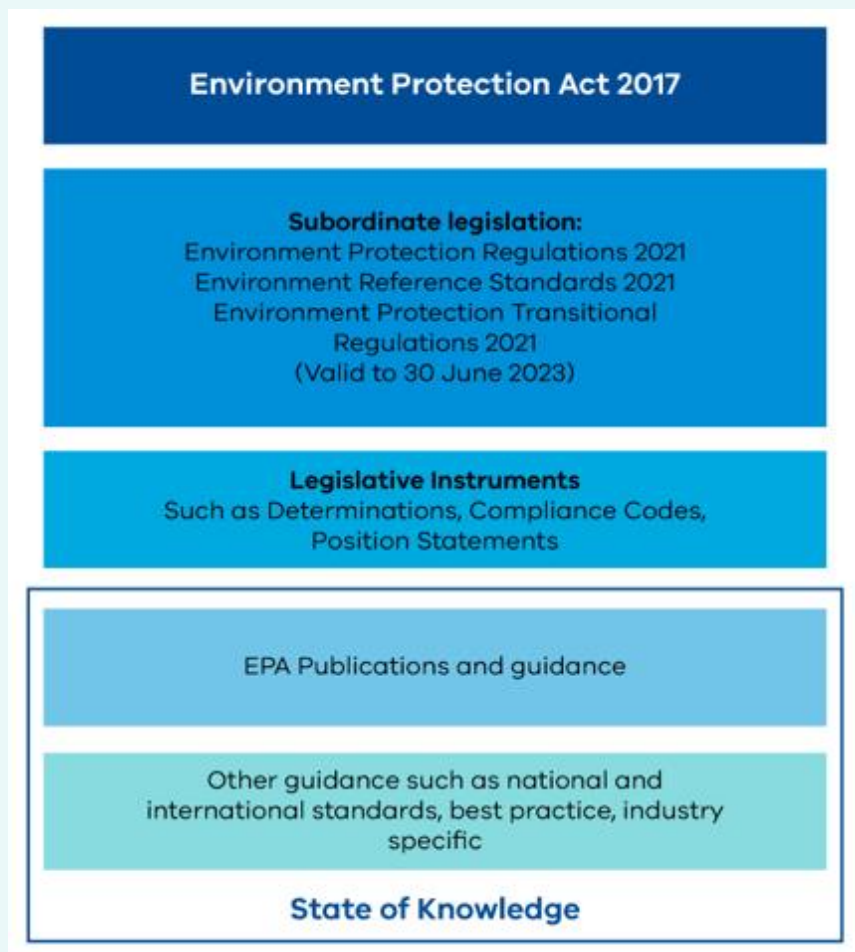 Environment Protection Act 2017
Subordinate legislation:
Environment Protection Regulations 2021
Environment Reference Standards 2021
Environment Protection Transitional
Regulations 2021
(Valid to 30 June 2023)
Legislative Instruments
Such as Determinations, Compliance Codes,
Position Statements
EPA Publications and guidance
Other guidance such as national and
international standards, best practice, industry
specific
State of Knowledge